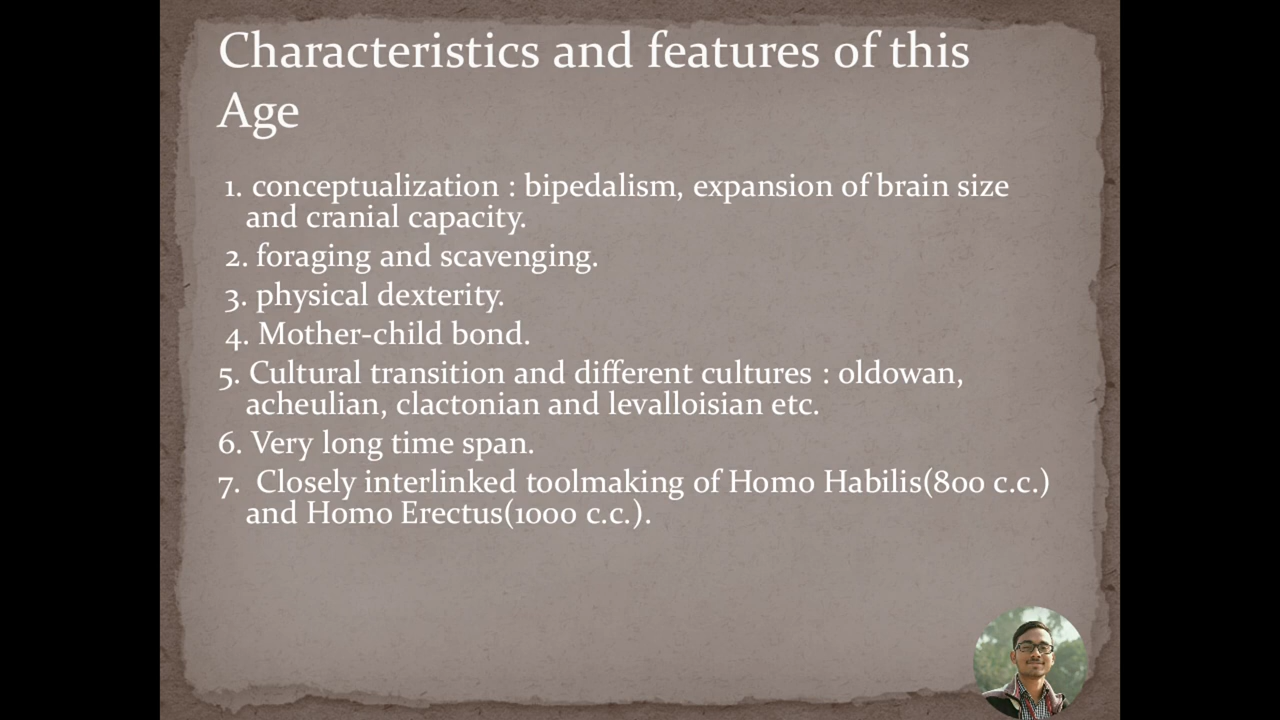 Characteristics and features of this
Age
1. conceptualization : bipedalism, expansion of brain size
and cranial capacity.
2. foraging and scavenging.
3. physical dexterity.
4. Mother-child bond.
5. Cultural transition and different cultures : oldowan,
acheulian, clactonian and levalloisian etc.
6. Very long time span.
7. Closely interlinked toolmaking of Homo Habilis(800 c.c.)
and Homo Erectus(1000 c.c.).